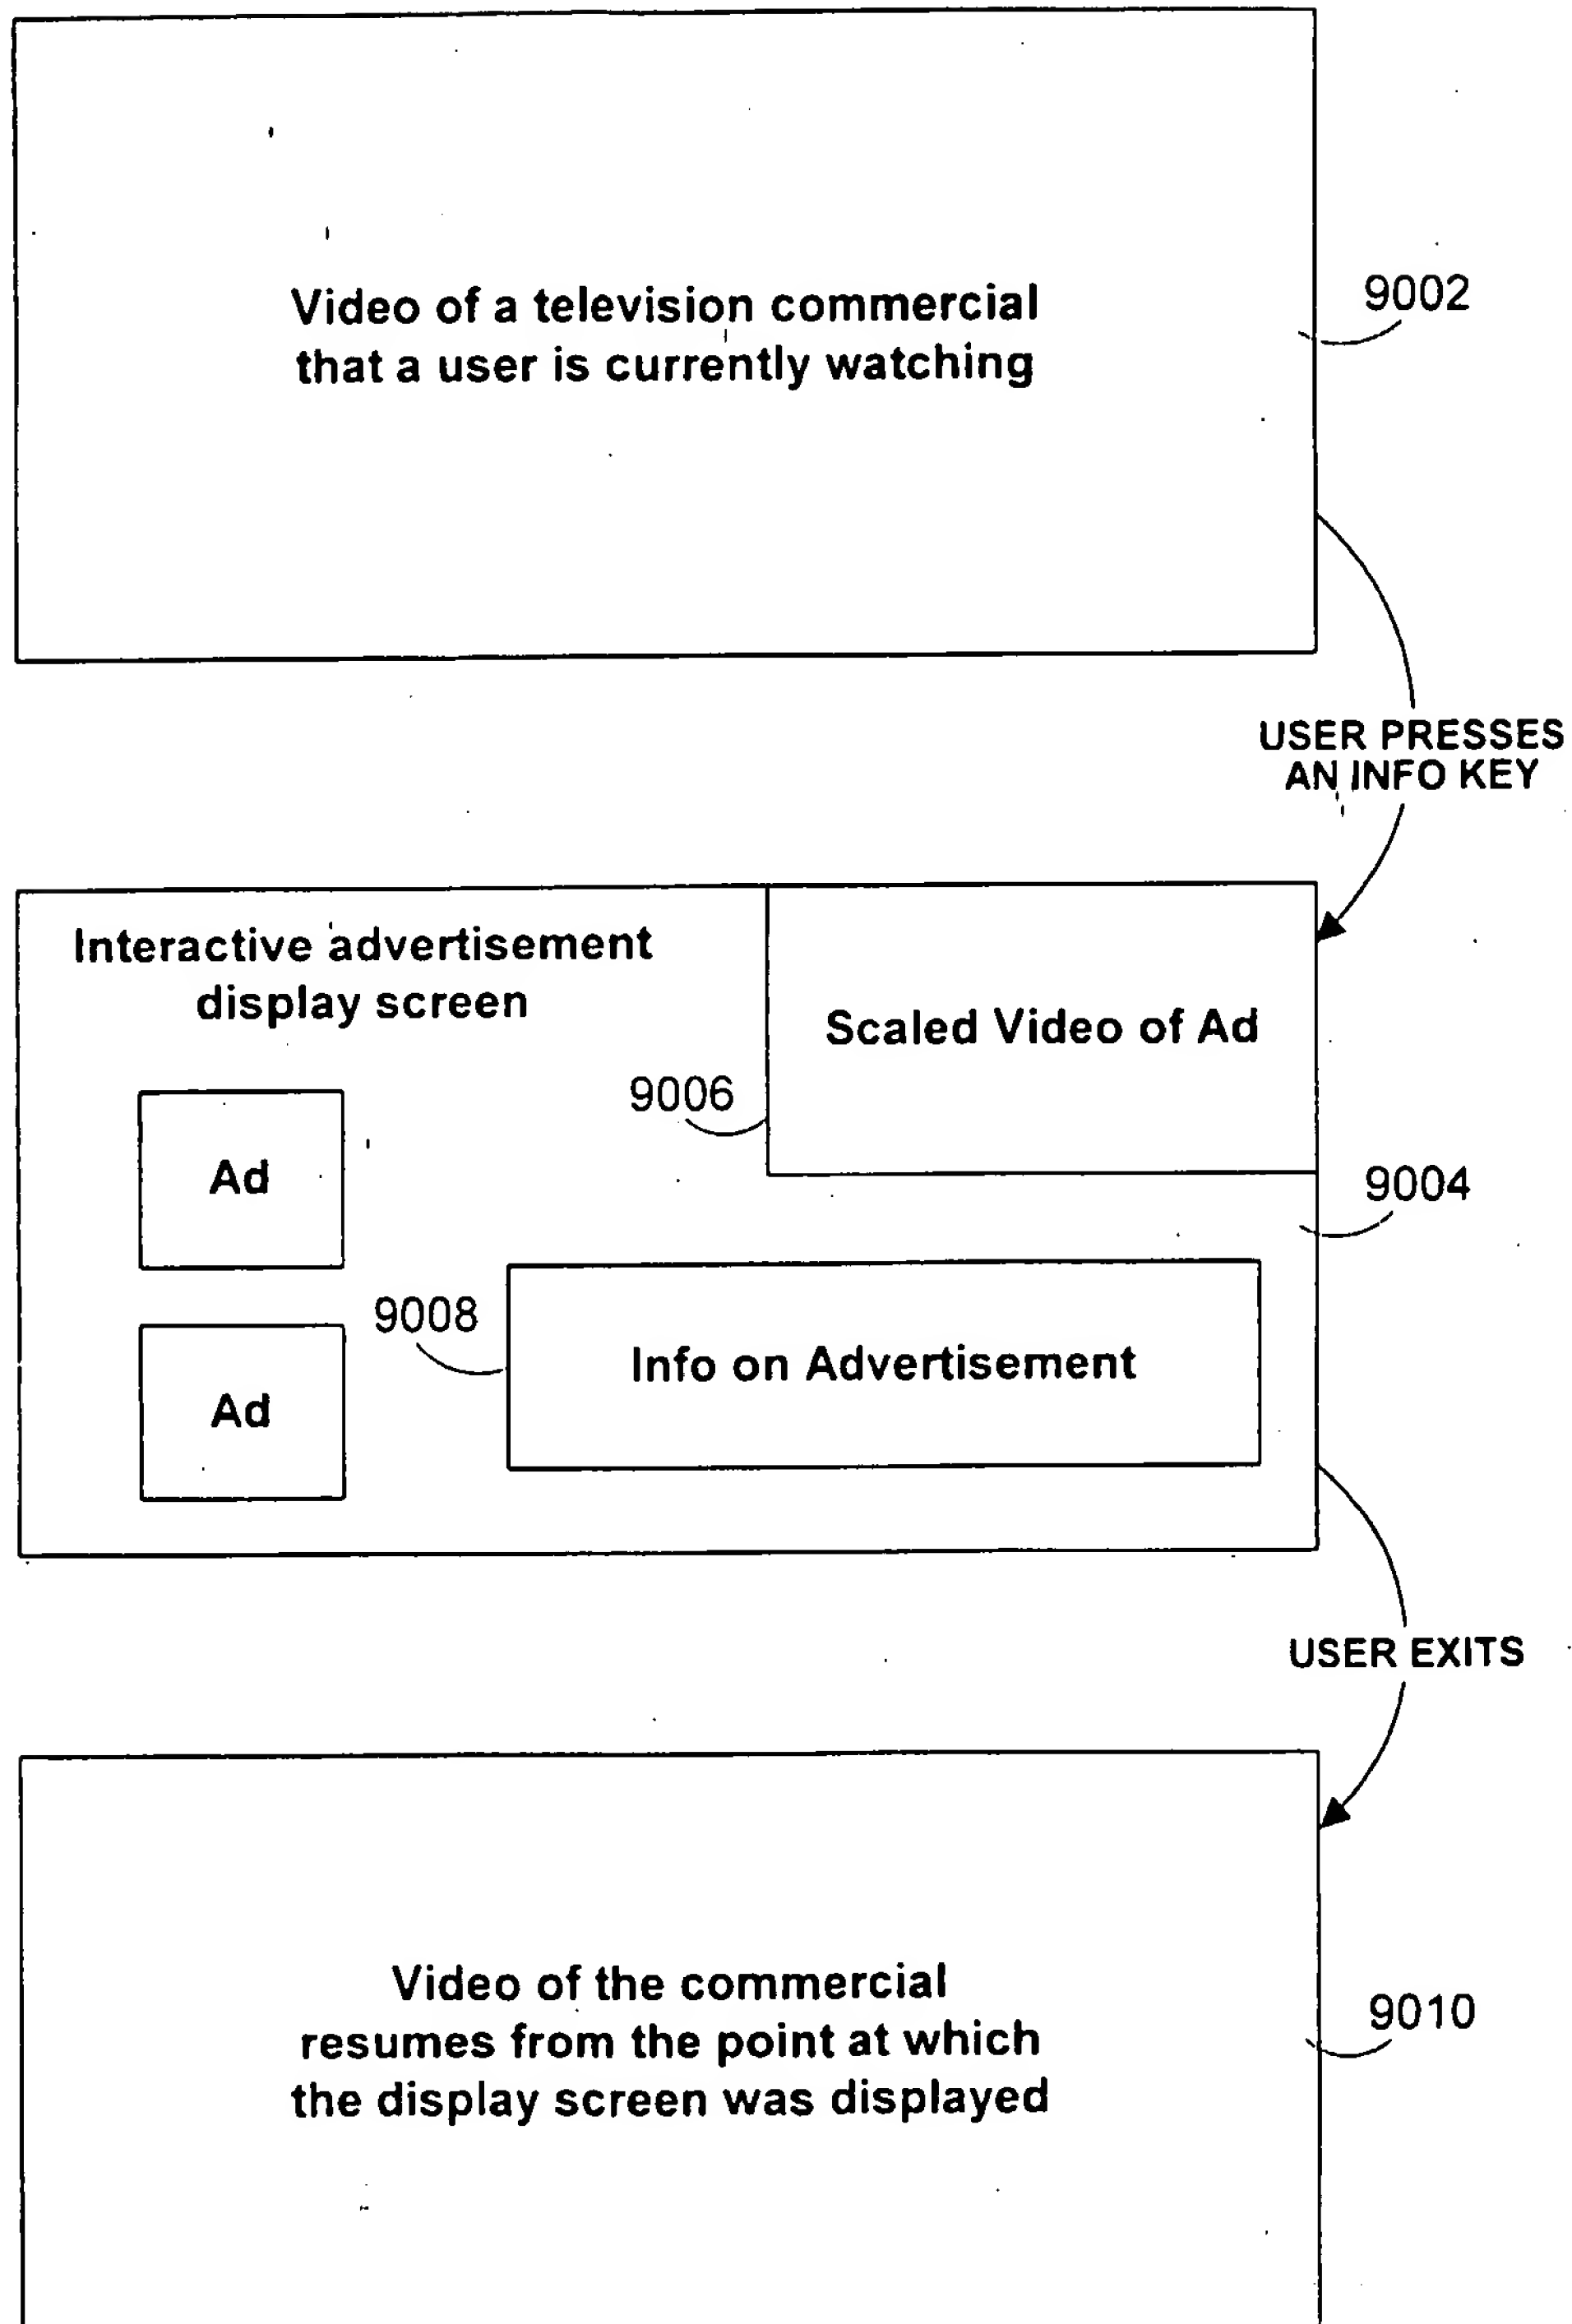 Video of a television commercial
that a user is currently watching
9002
USER PRESSES
AN INFO KEY
Interactive advertisement
display screen
Scaled Video of Ad
9006
Ad
9004
9008
Info on Advertisement
Ad
USER EXITS
Video of the commercial
resumes from the point at which
the display screen was displayed
9010